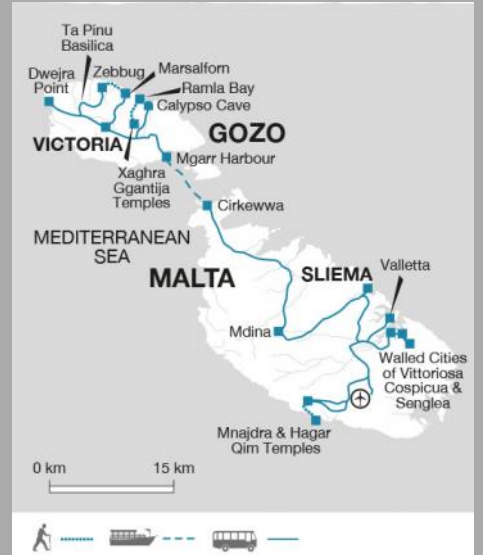 Ta Pinu
Basilica
Dwejra
Point
Zebbug
Marsalforn
Ramla Bay
Calypso Cave
VICTORIA
GOZO
Xaghra
Ggantija
Temples
Mgarr Harbour
Cirkewwa
MEDITERRANEAN
SEA
MALTA
SLIEMA
Valletta
Mdina
Walled Cities
of Vittoriosa
Cospicua &
Senglea
Mnajdra & Hagar
Qim Temples
0 km 15 km